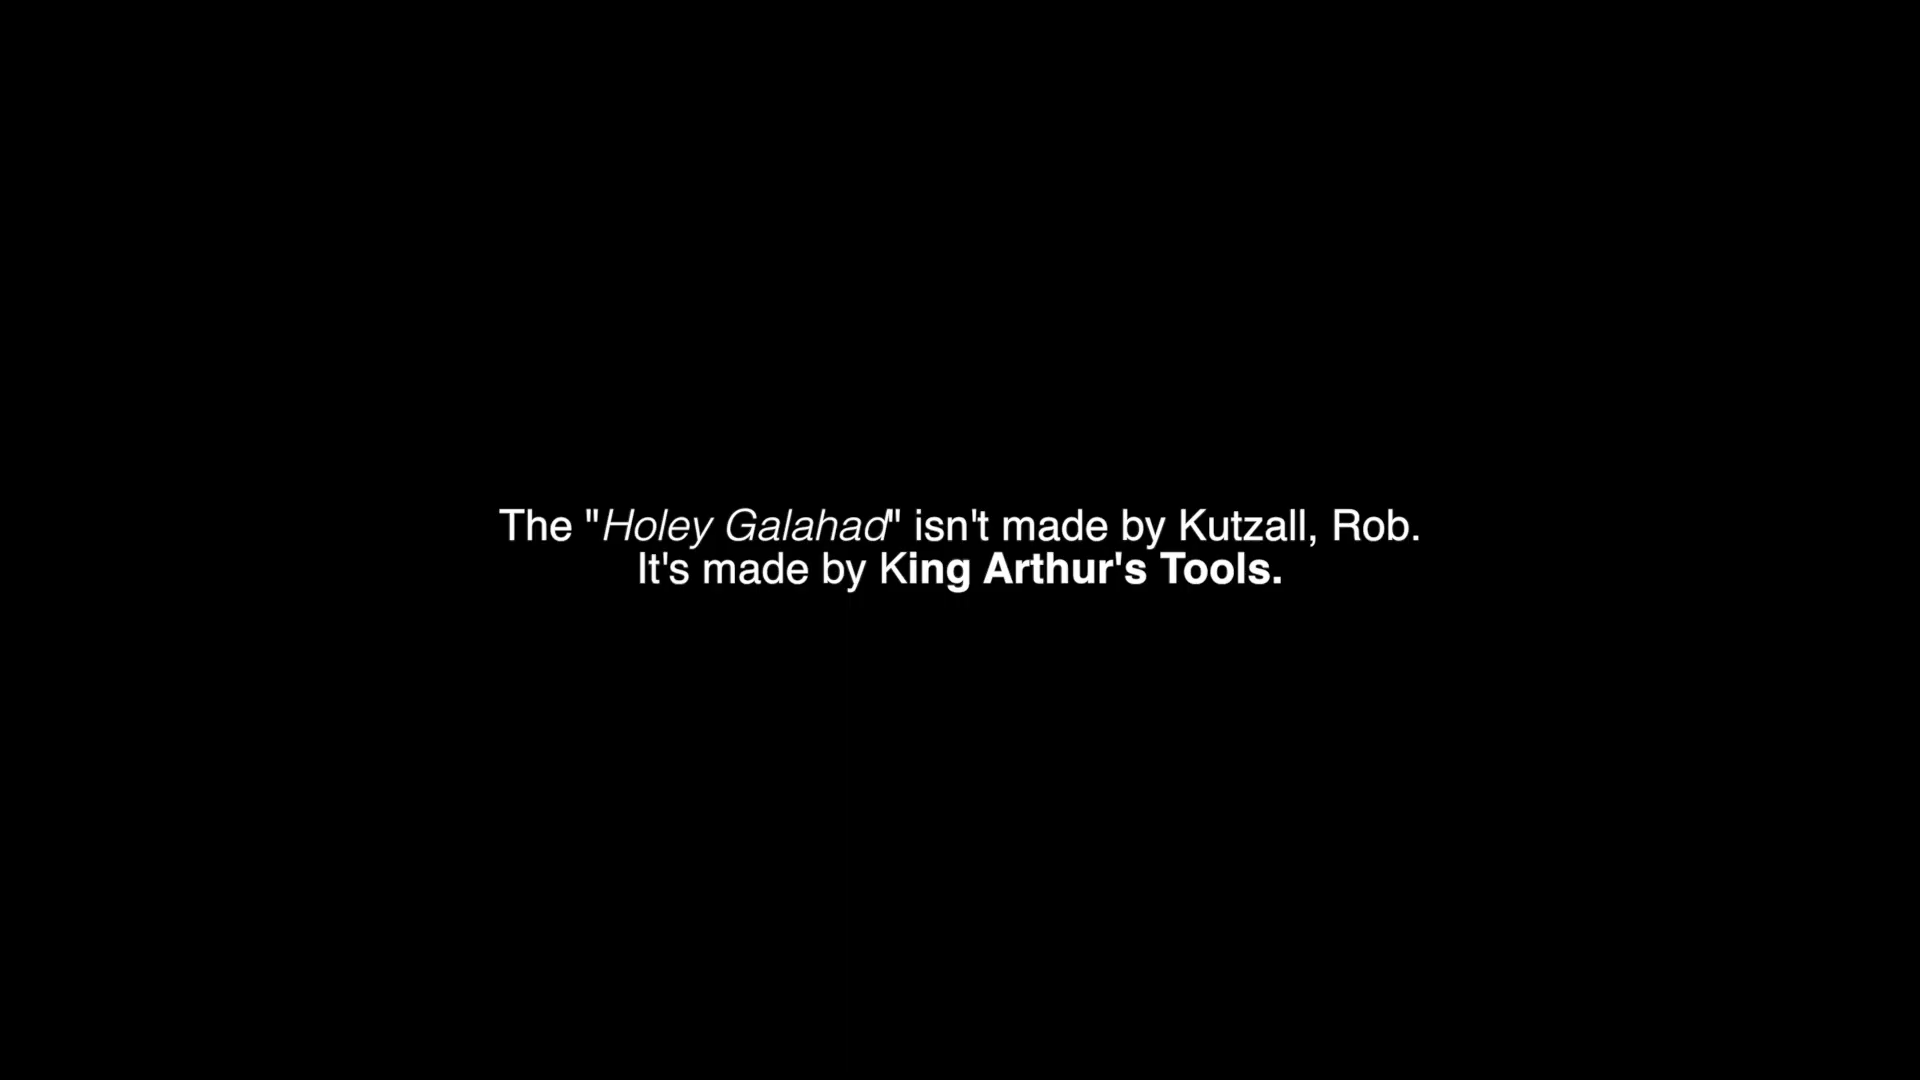 The "Holey Galahad" isn't made by Kutzall, Rob.
It's made by King Arthur's Tools.